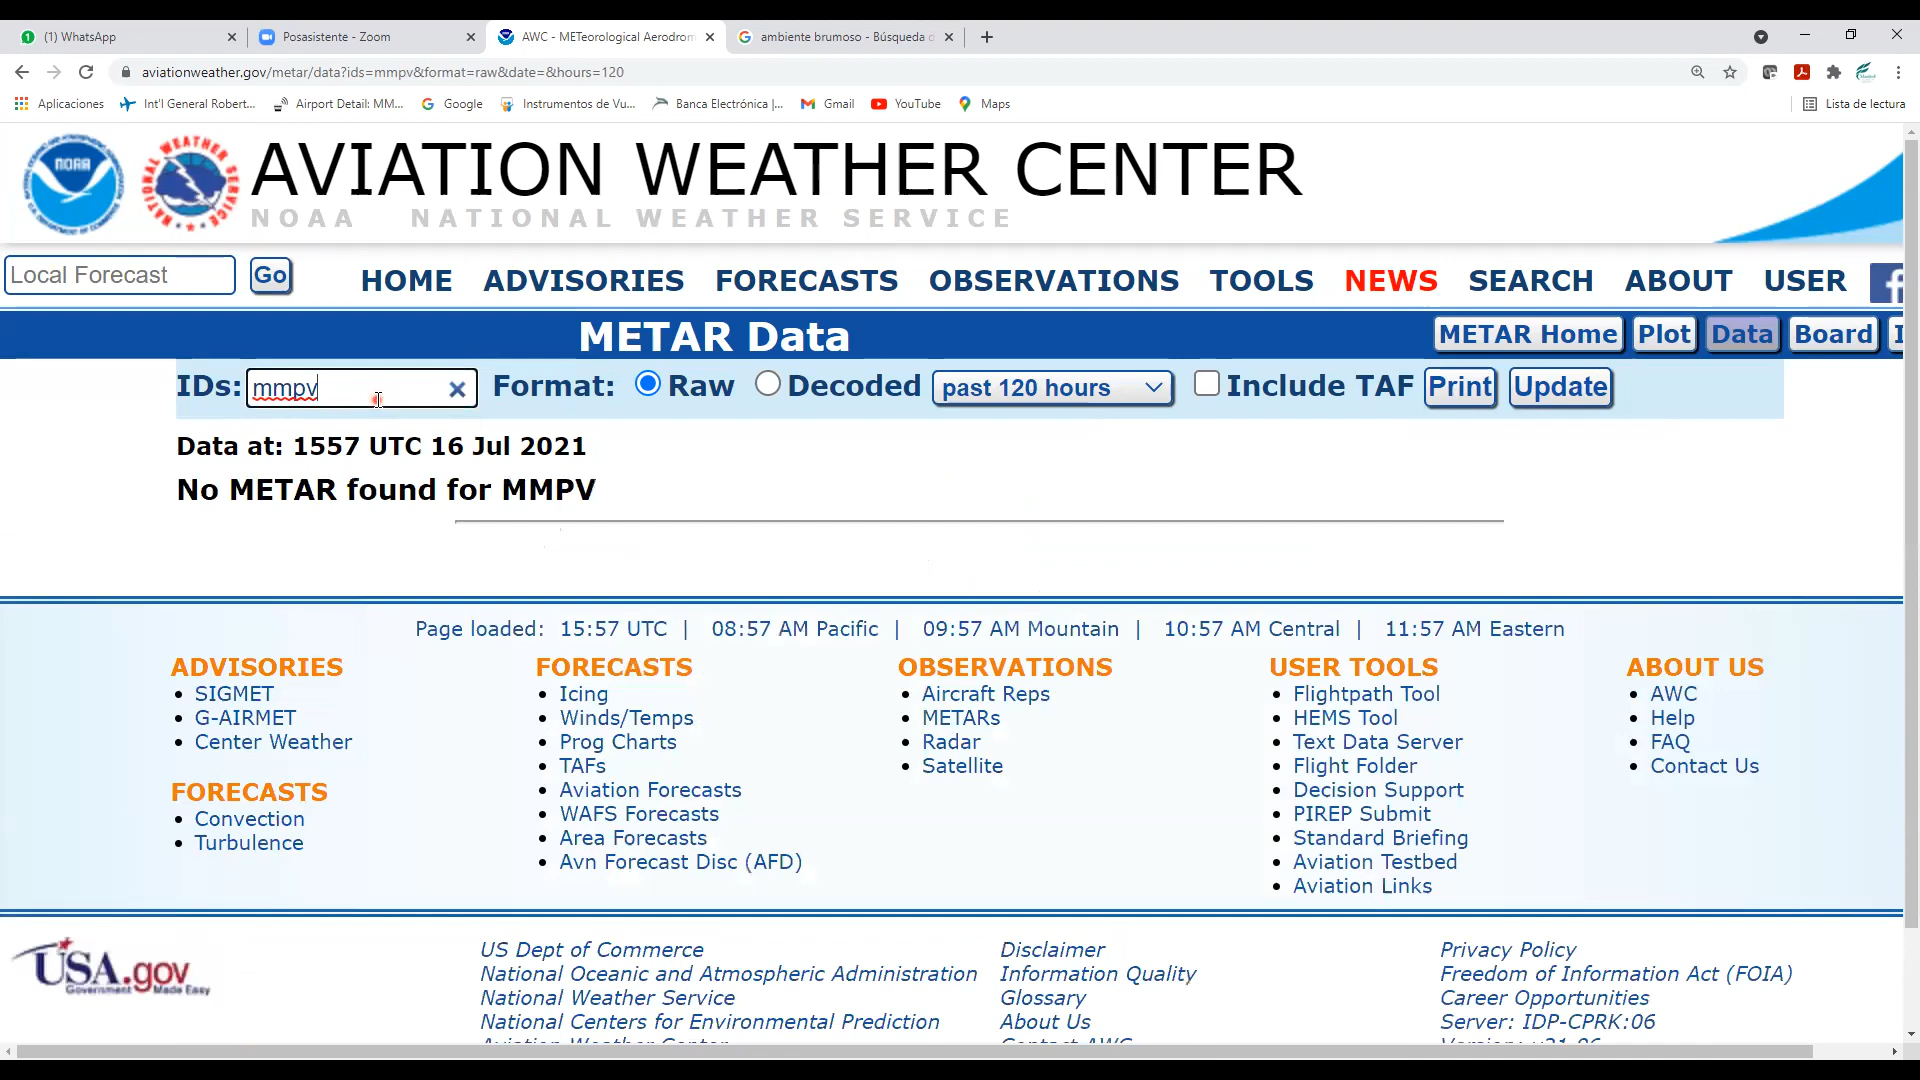 (1) WhatsApp
Posasistente - Zoom
AWC - METeorological Aerodrom
ambiente brumoso - Búsqueda d
aviationweather.gov/metar/data?ids=mmpv&format=raw&date=&hours=120
Aplicaciones
Int'l General Robert...
Airport Detail: MM...
Google
Instrumentos de Vu...
Banca Electrónica |...
Gmail
YouTube
Maps
Lista de lectura
NOAA
AVIATION WEATHER CENTER
NOAA NATIONAL WEATHER SERVICE
Local Forecast
Go
HOME ADVISORIES FORECASTS OBSERVATIONS TOOLS NEWS SEARCH ABOUT USER
METAR Data
METAR Home
Plot
Data
Board
IDs: mmpv Format: Raw Decoded past 120 hours Include TAF Print Update
Data at: 1557 UTC 16 Jul 2021
No METAR found for MMPV
Page loaded: 15:57 UTC | 08:57 AM Pacific | 09:57 AM Mountain | 10:57 AM Central | 11:57 AM Eastern
ADVISORIES
SIGMET
G-AIRMET
Center Weather
FORECASTS
Convection
Turbulence
FORECASTS
Icing
Winds/Temps
Prog Charts
TAFs
Aviation Forecasts
WAFS Forecasts
Area Forecasts
Avn Forecast Disc (AFD)
OBSERVATIONS
Aircraft Reps
METARs
Radar
Satellite
USER TOOLS
Flightpath Tool
HEMS Tool
Text Data Server
Flight Folder
Decision Support
PIREP Submit
Standard Briefing
Aviation Testbed
Aviation Links
ABOUT US
AWC
Help
FAQ
Contact Us
USA.gov
Government Made Easy
US Dept of Commerce
National Oceanic and Atmospheric Administration
National Weather Service
National Centers for Environmental Prediction
Disclaimer
Information Quality
Glossary
About Us
Privacy Policy
Freedom of Information Act (FOIA)
Career Opportunities
Server: IDP-CPRK:06